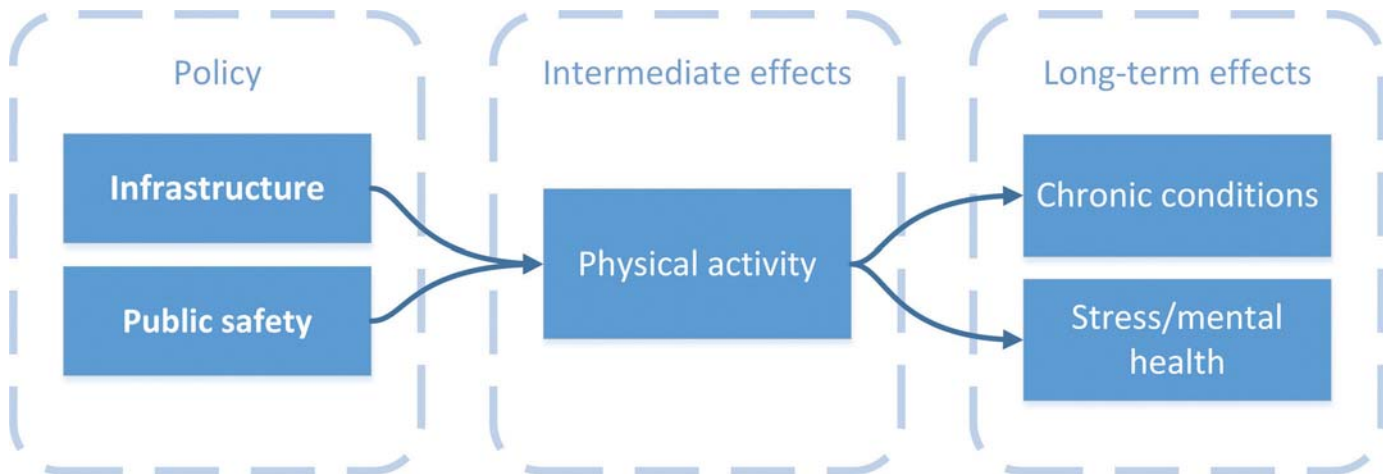 Policy
Infrastructure
Public safety
Intermediate effects
Physical activity
Long-term effects
Chronic conditions
Stress/mental
health